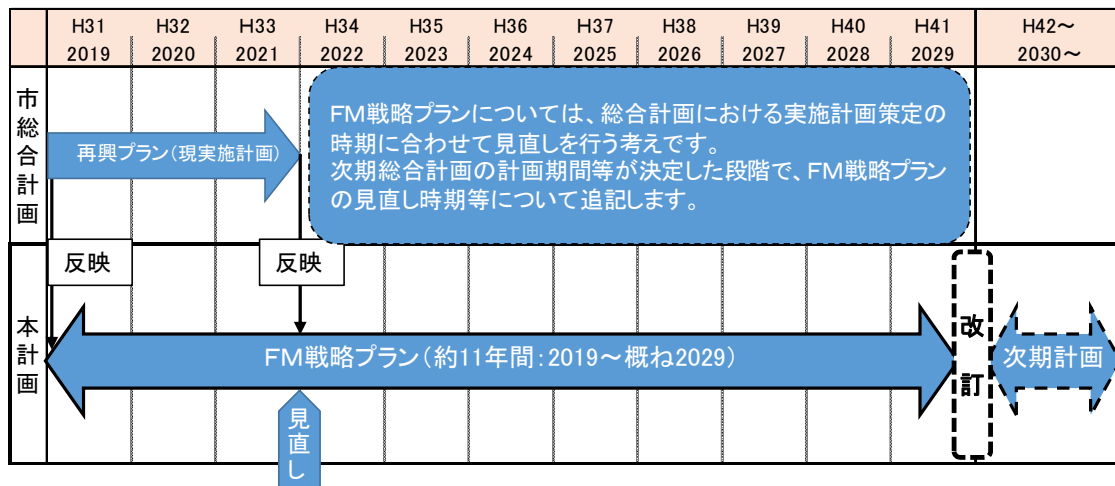 H31 H32 H33 H34 H35 H36 H37 H38 H39 H40 H41 H42～
2019 2020 2021 2022 2023 2024 2025 2026 2027 2028 2029 2030～
市総合計画
再興プラン（現実施計画）
ＦＭ戦略プランについては、総合計画における実施計画策定の
時期に合わせて見直しを行う考えです。
次期総合計画の計画期間等が決定した段階で、ＦＭ戦略プラン
の見直し時期等について追記します。
反映 反映
本計画
ＦＭ戦略プラン（約11年間：2019～概ね2029）
改訂
次期計画
見直し